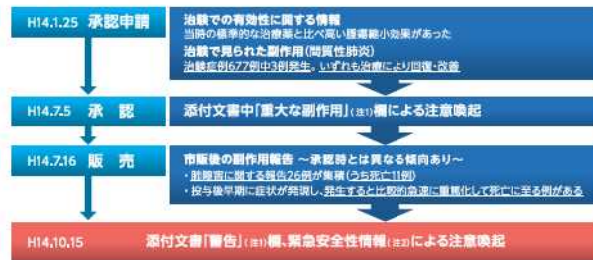 H14.1.25 承認申請
治験での有効性に関する情報
当時の標準的な治療薬と比べ高い腫瘍縮小効果があった
治験で見られた副作用(間質性肺炎)
治験症例677例中3例発生。いずれも治療により回復・改善
H14.7.5 承 認
添付文書中「重大な副作用」(注1)欄による注意喚起
H14.7.16 販 売
市販後の副作用報告 ～承認時とは異なる傾向あり～
・肺障害に関する報告26例が集積(うち死亡11例)
・投与後早期に症状が発現し、発生すると比較的急速に重篤化して死亡に至る例がある
H14.10.15
添付文書「警告」(注1)欄、緊急安全性情報(注2)による注意喚起